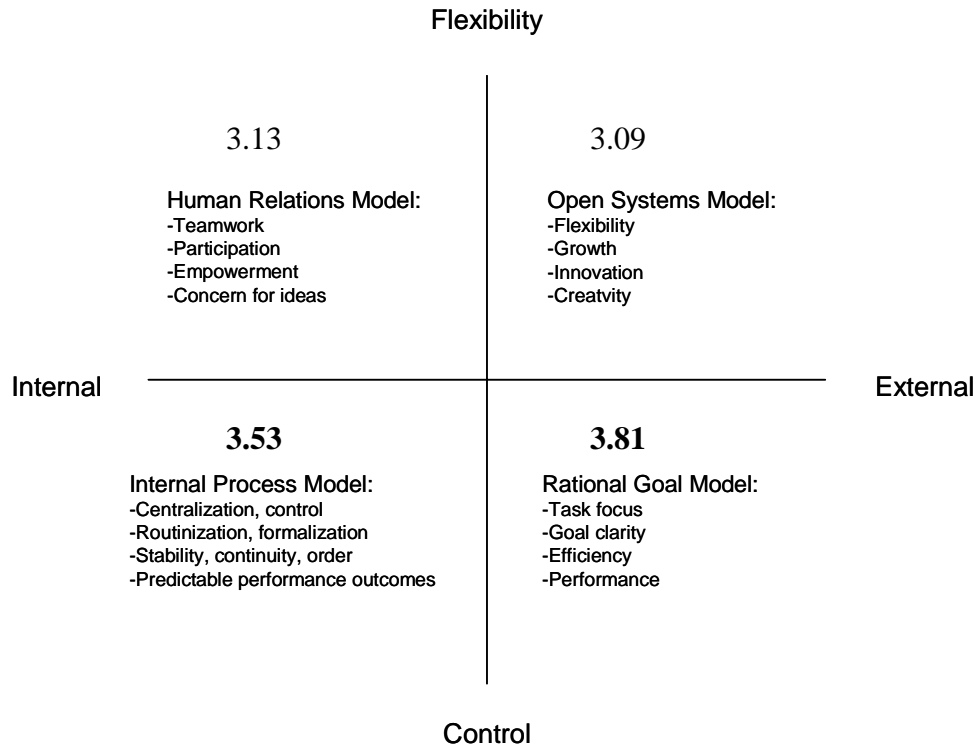 Flexibility
3.13
Human Relations Model:
-Teamwork
-Participation
-Empowerment
-Concern for ideas
3.09
Open Systems Model:
-Flexibility
-Growth
-Innovation
-Creatvity
Internal
External
3.53
Internal Process Model:
-Centralization, control
-Routinization, formalization
-Stability, continuity, order
-Predictable performance outcomes
3.81
Rational Goal Model:
-Task focus
-Goal clarity
-Efficiency
-Performance
Control